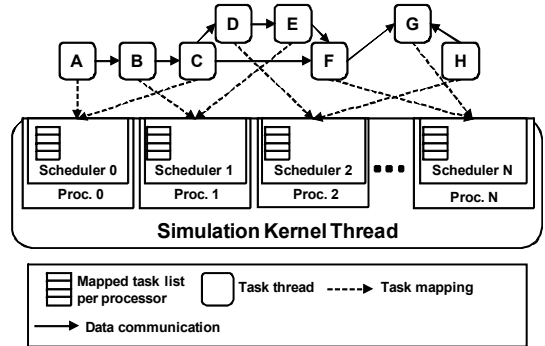 D E G
A B C F H
Scheduler 0 Scheduler 1 Scheduler 2 Scheduler N
Proc. 0 Proc. 1 Proc. 2 Proc. N
Simulation Kernel Thread
Mapped task list
per processor
Task thread
Task mapping
Data communication